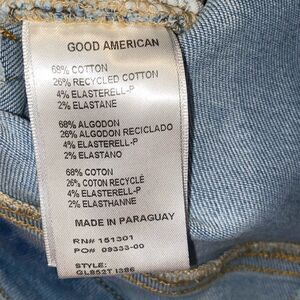 GOOD AMERICAN
68% COTTON
26% RECYCLED COTTON
4% ELASTERELL-P
2% ELASTANE
68% ALGODON
26% ALGODON RECICLADO
4% ELASTERELL-P
2% ELASTANO
68% COTON
26% COTON RECYCLÉ
4% ELASTERELL-P
2% ELASTHANNE
MADE IN PARAGUAY
RN# 151301
PO# 09333-00
STYLE:
GL852T I386